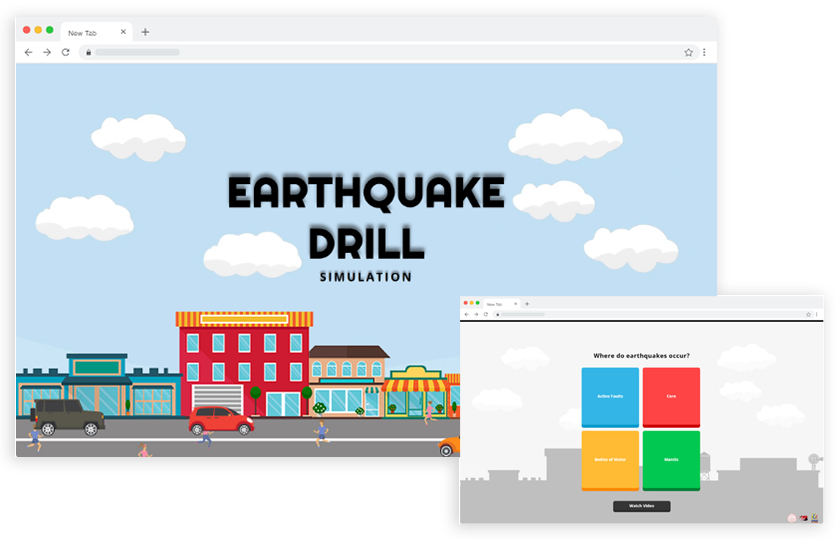 New Tab
EARTHQUAKE
DRILL
SIMULATION
New Tab
Where do earthquakes occur?
Active Faults
Core
Bodies of Water
Mantle
Watch Video